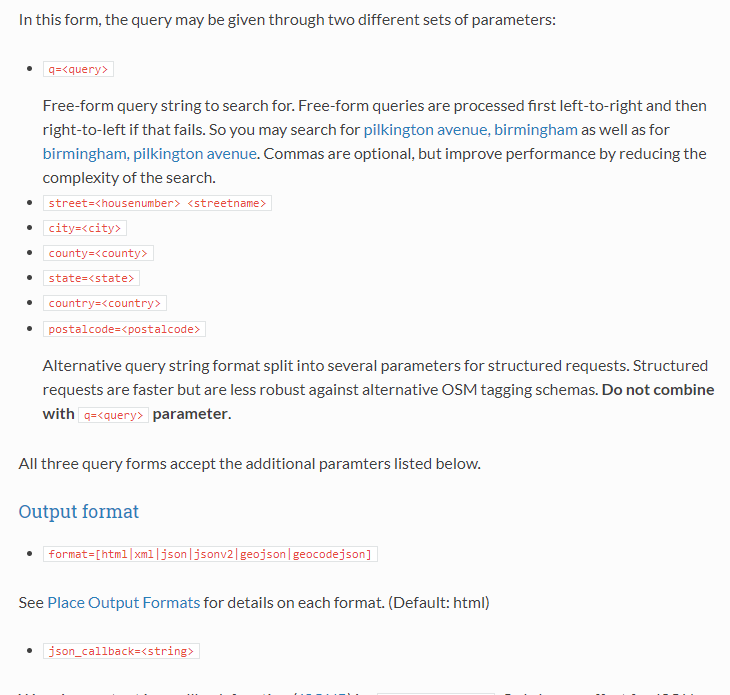 In this form, the query may be given through two different sets of parameters:
q=<query>
Free-form query string to search for. Free-form queries are processed first left-to-right and then
right-to-left if that fails. So you may search for pilkington avenue, birmingham as well as for
birmingham, pilkington avenue. Commas are optional, but improve performance by reducing the
complexity of the search.
street=<housenumber> <streetname>
city=<city>
county=<county>
state=<state>
country=<country>
postalcode=<postalcode>
Alternative query string format split into several parameters for structured requests. Structured
requests are faster but are less robust against alternative OSM tagging schemas. Do not combine
with q=<query> parameter.
All three query forms accept the additional paramters listed below.
Output format
format=[html|xml|json|jsonv2|geojson|geocodejson]
See Place Output Formats for details on each format. (Default: html)
json_callback=<string>